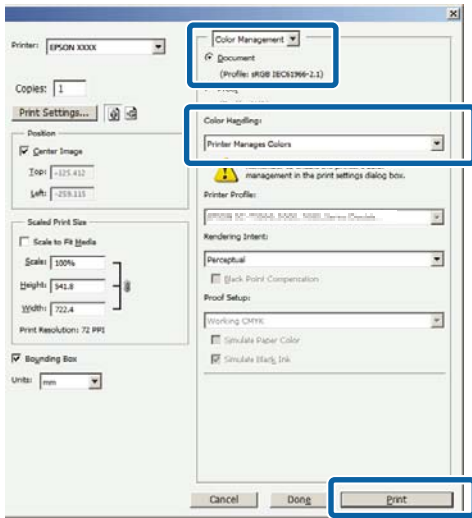 Printer: EPSON XXXX
Copies: 1
Print Settings...
Position
Center Image
Top: -125.412
Left: -259.115
Scaled Print Size
Scale to Fit Media
Scale: 100%
Height: 541.8
Width: 722.4
Print Resolution: 72 PPI
Bounding Box
Units: mm
Color Management
Document
(Profile: sRGB IEC61966-2.1)
Color Handling:
Printer Manages Colors
management in the print settings dialog box.
Printer Profile:
Rendering Intent:
Perceptual
Black Point Compensation
Proof Setup:
Working CMYK
Simulate Paper Color
Simulate Black Ink
Cancel
Done
Print